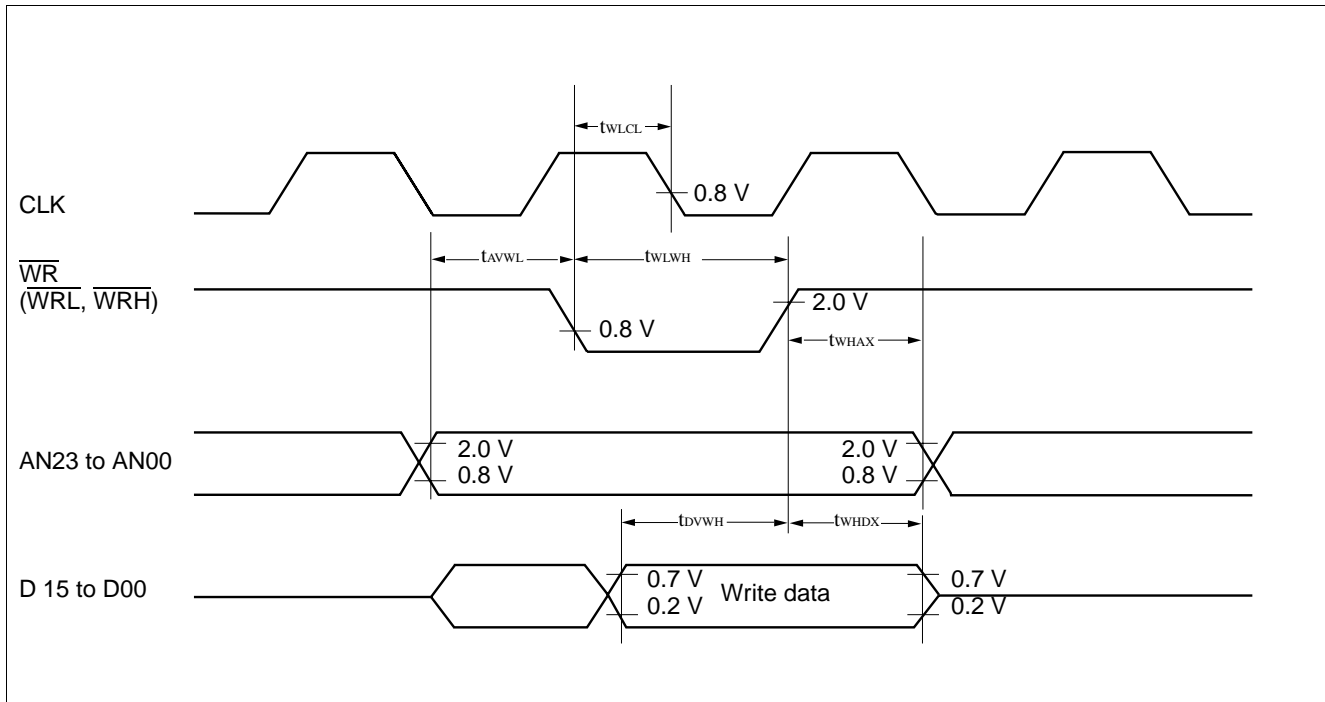 tWLCL
CLK
0.8 V
tAVWL
tWLWH
WR
(WRL, WRH)
2.0 V
0.8 V
tWHAX
AN23 to AN00
2.0 V
0.8 V
2.0 V
0.8 V
tDVWH
tWHDX
D 15 to D00
0.7 V
0.2 V
Write data
0.7 V
0.2 V